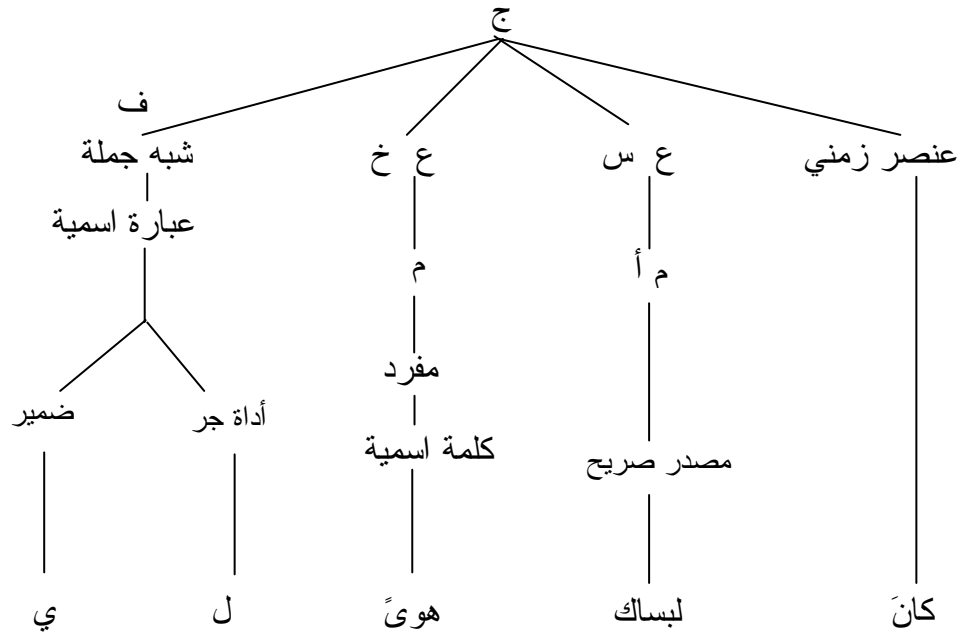 ج
ف
عنصر زمني ع س ع خ شبه جملة
عبارة اسمية
م أ م
مفرد
أداة جر ضمير
كلمة اسمية
مصدر صريح
كانَ لبساك هوىً ل ي